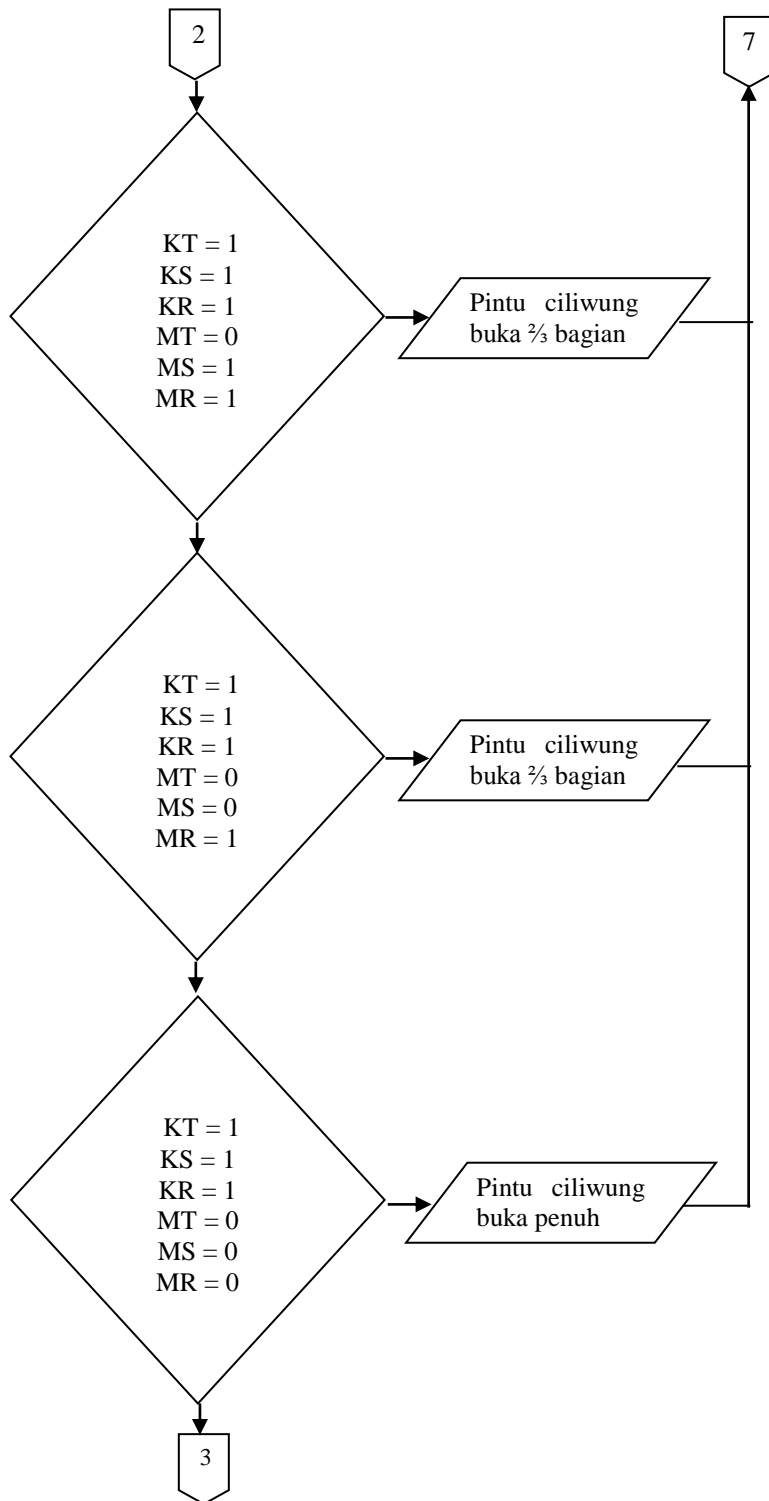 2
7
KT = 1
KS = 1
KR = 1
MT = 0
MS = 1
MR = 1
Pintu ciliwung
buka ⅔ bagian
KT = 1
KS = 1
KR = 1
MT = 0
MS = 0
MR = 1
Pintu ciliwung
buka ⅔ bagian
KT = 1
KS = 1
KR = 1
MT = 0
MS = 0
MR = 0
Pintu ciliwung
buka penuh
3